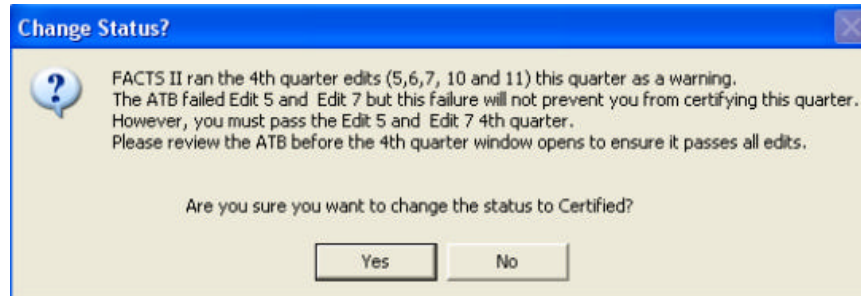 Change Status?
FACTS II ran the 4th quarter edits (5,6,7, 10 and 11) this quarter as a warning.
The ATB failed Edit 5 and Edit 7 but this failure will not prevent you from certifying this quarter.
However, you must pass the Edit 5 and Edit 7 4th quarter.
Please review the ATB before the 4th quarter window opens to ensure it passes all edits.
Are you sure you want to change the status to Certified?
Yes No